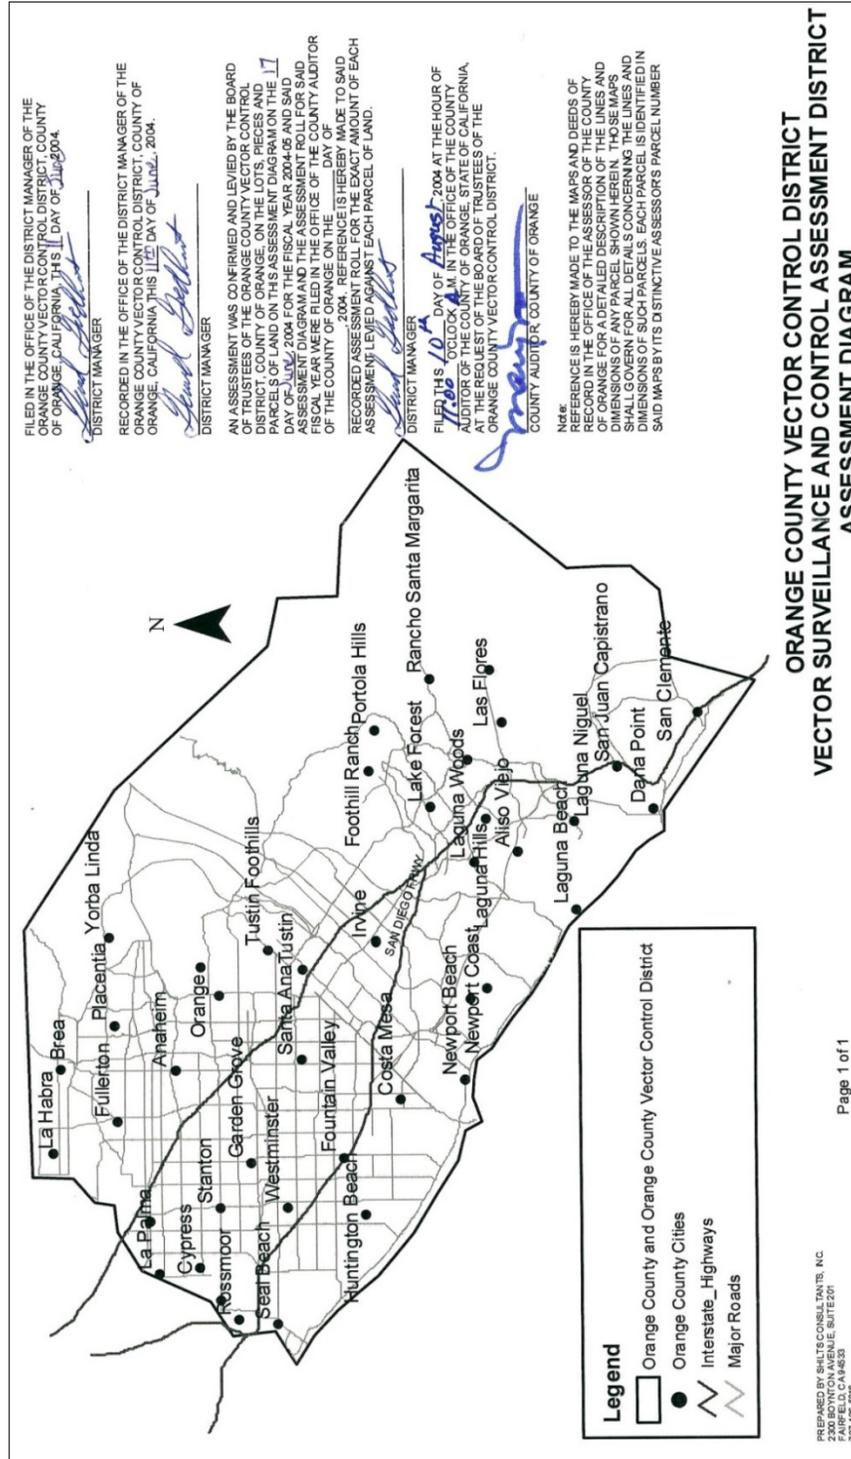 FILED IN THE OFFICE OF THE DISTRICT MANAGER OF THE
ORANGE COUNTY VECTOR CONTROL DISTRICT, COUNTY
OF ORANGE, CALIFORNIA, THIS 11 DAY OF June 2004.
DISTRICT MANAGER
RECORDED IN THE OFFICE OF THE DISTRICT MANAGER OF THE
ORANGE COUNTY VECTOR CONTROL DISTRICT, COUNTY OF
ORANGE, CALIFORNIA, THIS 11th DAY OF June, 2004.
DISTRICT MANAGER
AN ASSESSMENT WAS CONFIRMED AND LEVIED BY THE BOARD
OF TRUSTEES OF THE ORANGE COUNTY VECTOR CONTROL
DISTRICT, COUNTY OF ORANGE, ON THE LOTS, PIECES AND
PARCELS OF LAND ON THIS ASSESSMENT DIAGRAM ON THE 17
DAY OF June, 2004 FOR THE FISCAL YEAR 2004-05 AND SAID
ASSESSMENT DIAGRAM AND THE ASSESSMENT ROLL FOR SAID
FISCAL YEAR WERE FILED IN THE OFFICE OF THE COUNTY AUDITOR
OF THE COUNTY OF ORANGE ON THE DAY OF
, 2004. REFERENCE IS HEREBY MADE TO SAID
RECORDED ASSESSMENT ROLL FOR THE EXACT AMOUNT OF EACH
ASSESSMENT LEVIED AGAINST EACH PARCEL OF LAND.
DISTRICT MANAGER
FILED THIS 10th DAY OF August, 2004 AT THE HOUR OF
11:00 O'CLOCK A.M. IN THE OFFICE OF THE COUNTY
AUDITOR OF THE COUNTY OF ORANGE, STATE OF CALIFORNIA,
AT THE REQUEST OF THE BOARD OF TRUSTEES OF THE
ORANGE COUNTY VECTOR CONTROL DISTRICT.
COUNTY AUDITOR, COUNTY OF ORANGE
Note:
REFERENCE IS HEREBY MADE TO THE MAPS AND DEEDS OF
RECORD IN THE OFFICE OF THE ASSESSOR OF THE COUNTY
OF ORANGE FOR A DETAILED DESCRIPTION OF THE LINES AND
DIMENSIONS OF ANY PARCEL SHOWN HEREIN. THOSE MAPS
SHALL GOVERN FOR ALL DETAILS CONCERNING THE LINES AND
DIMENSIONS OF SUCH PARCELS. EACH PARCEL IS IDENTIFIED IN
SAID MAPS BY ITS DISTINCTIVE ASSESSOR'S PARCEL NUMBER
N
La Habra
Brea
Fullerton
Placentia
Yorba Linda
La Palma
Anaheim
Cypress
Stanton
Orange
Rossmoor
Garden Grove
Tustin Foothills
Seal Beach
Westminster
Santa Ana
Tustin
Fountain Valley
Huntington Beach
Irvine
Foothill Ranch
Portola Hills
Costa Mesa
SAN DIEGO FRWY
Lake Forest
Rancho Santa Margarita
Newport Beach
Newport Coast
Laguna Woods
Laguna Hills
Las Flores
Aliso Viejo
Laguna Beach
Laguna Niguel
San Juan Capistrano
Dana Point
San Clemente
Legend
Orange County and Orange County Vector Control District
Orange County Cities
Interstate_Highways
Major Roads
ORANGE COUNTY VECTOR CONTROL DISTRICT
VECTOR SURVEILLANCE AND CONTROL ASSESSMENT DISTRICT
ASSESSMENT DIAGRAM
PREPARED BY SHILTS CONSULTANTS, INC.
2300 BOYNTON AVENUE, SUITE 201
FAIRFIELD, CA 94533
Page 1 of 1